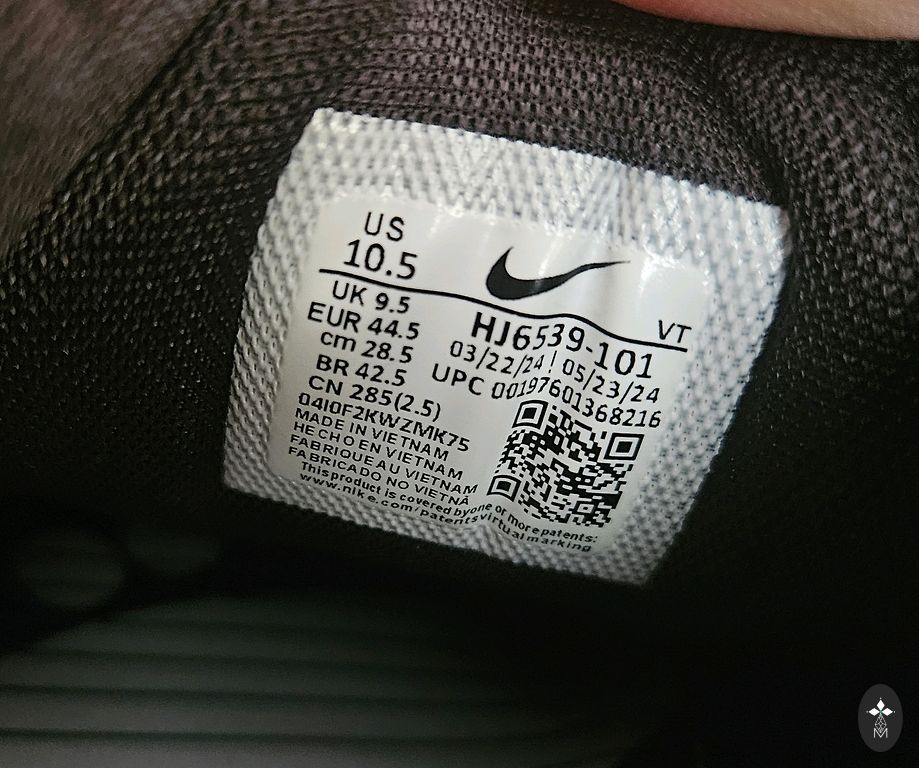 US
10.5
UK 9.5
EUR 44.5
cm 28.5
BR 42.5
CN 285(2.5)
04I0F2KWZMK75
MADE IN VIETNAM
HECHO EN VIETNAM
FABRIQUE AU VIETNAM
FABRICADO NO VIETNÃ
VT
HJ6539-101
03/22/24 | 05/23/24
UPC 00197601368216
This product is covered by one or more patents:
www.nike.com/patentsvirtualmarking
M